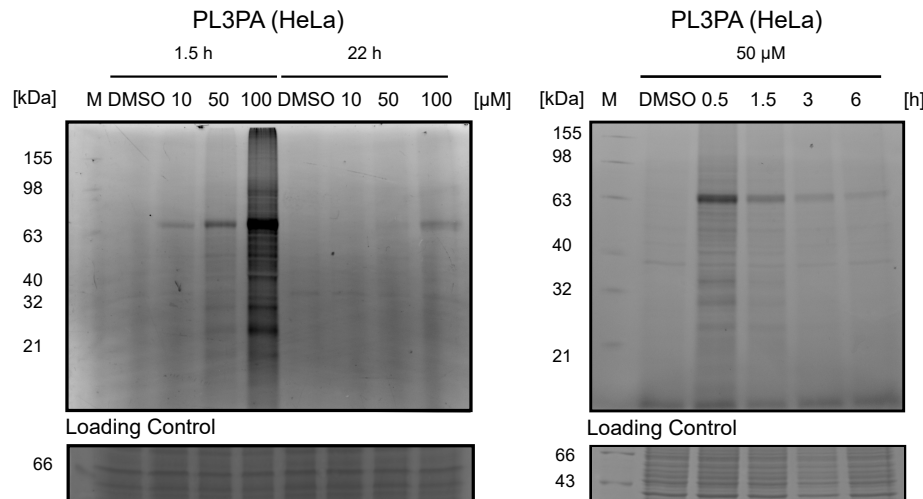 PL3PA (HeLa)
1.5 h 22 h
[kDa] M DMSO 10 50 100 DMSO 10 50 100 [µM]
155
98
63
40
32
21
Loading Control
66
PL3PA (HeLa)
50 µM
[kDa] M DMSO 0.5 1.5 3 6 [h]
155
98
63
40
32
21
Loading Control
66
43